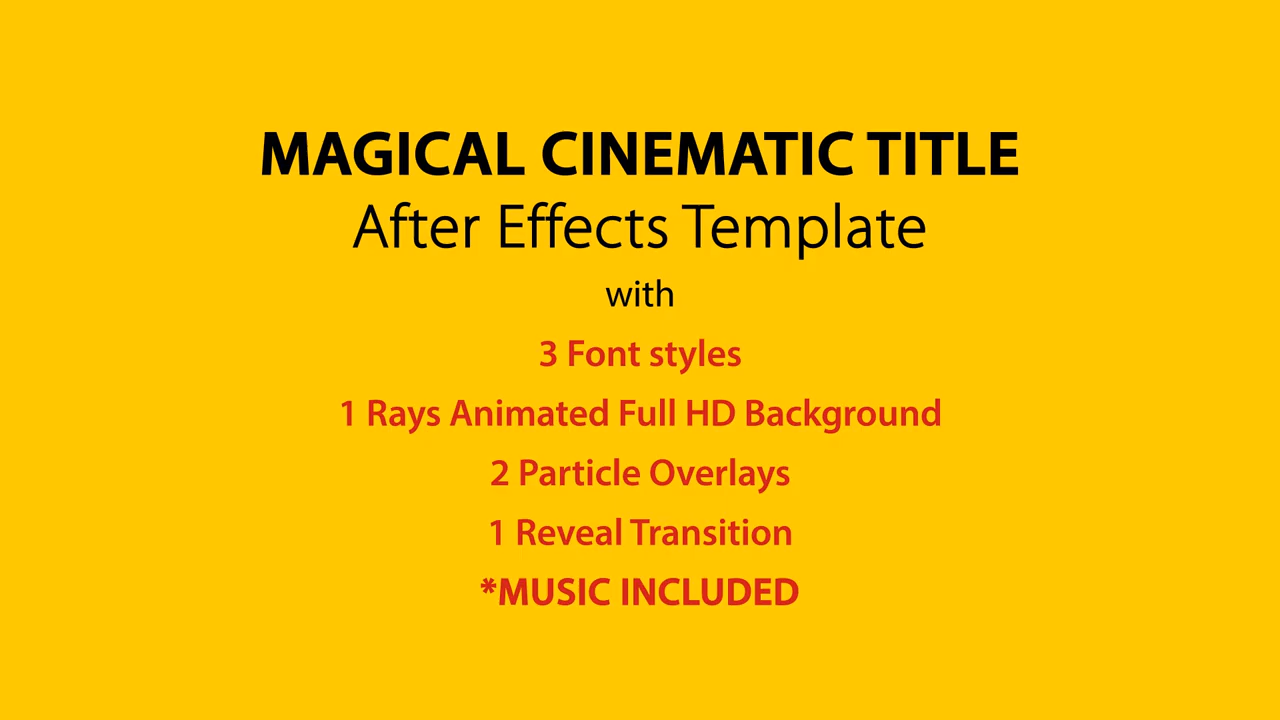 MAGICAL CINEMATIC TITLE
After Effects Template
with
3 Font styles
1 Rays Animated Full HD Background
2 Particle Overlays
1 Reveal Transition
*MUSIC INCLUDED